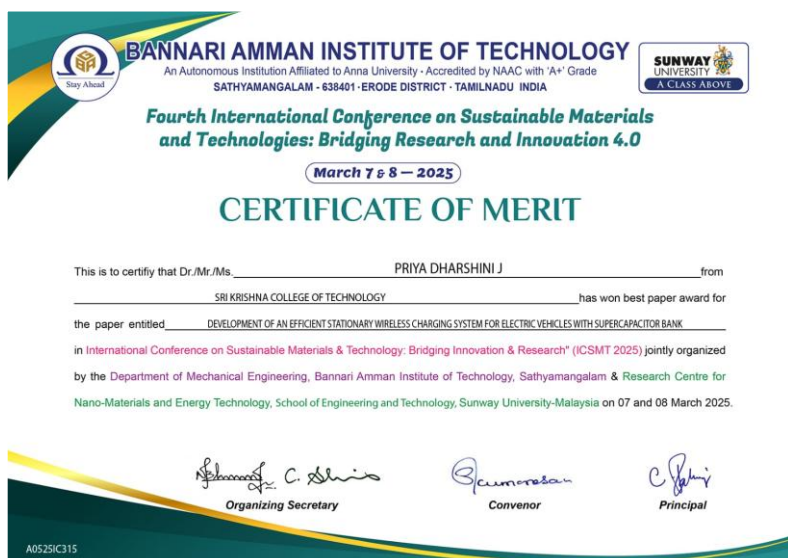 Stay Ahead
BANNARI AMMAN INSTITUTE OF TECHNOLOGY
An Autonomous Institution Affiliated to Anna University - Accredited by NAAC with 'A+' Grade
SATHYAMANGALAM - 638401 · ERODE DISTRICT · TAMILNADU INDIA
SUNWAY
UNIVERSITY
A CLASS ABOVE
Fourth International Conference on Sustainable Materials
and Technologies: Bridging Research and Innovation 4.0
March 7 & 8 — 2025
CERTIFICATE OF MERIT
This is to certifiy that Dr./Mr./Ms. PRIYA DHARSHINI J from
SRI KRISHNA COLLEGE OF TECHNOLOGY has won best paper award for
the paper entitled DEVELOPMENT OF AN EFFICIENT STATIONARY WIRELESS CHARGING SYSTEM FOR ELECTRIC VEHICLES WITH SUPERCAPACITOR BANK
in International Conference on Sustainable Materials & Technology: Bridging Innovation & Research" (ICSMT 2025) jointly organized
by the Department of Mechanical Engineering, Bannari Amman Institute of Technology, Sathyamangalam & Research Centre for
Nano-Materials and Energy Technology, School of Engineering and Technology, Sunway University-Malaysia on 07 and 08 March 2025.
Organizing Secretary
Convenor
Principal
A0525IC315